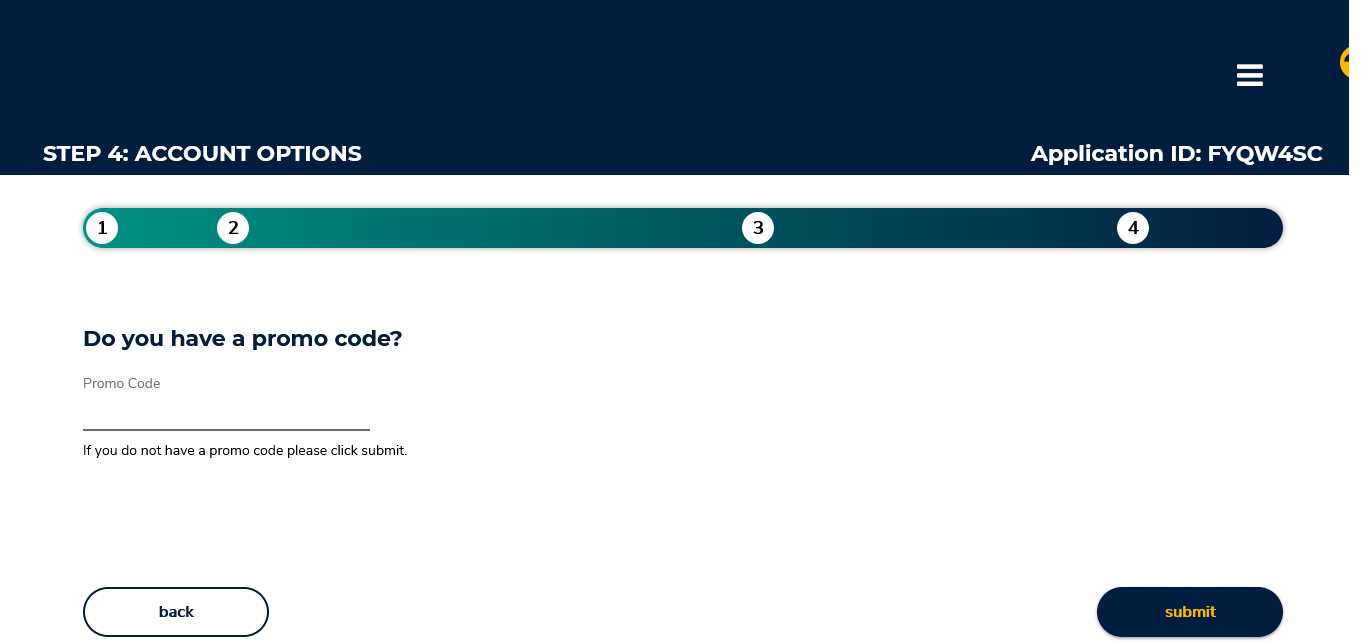 STEP 4: ACCOUNT OPTIONS
Application ID: FYQW4SC
1 2 3 4
Do you have a promo code?
Promo Code
If you do not have a promo code please click submit.
back
submit